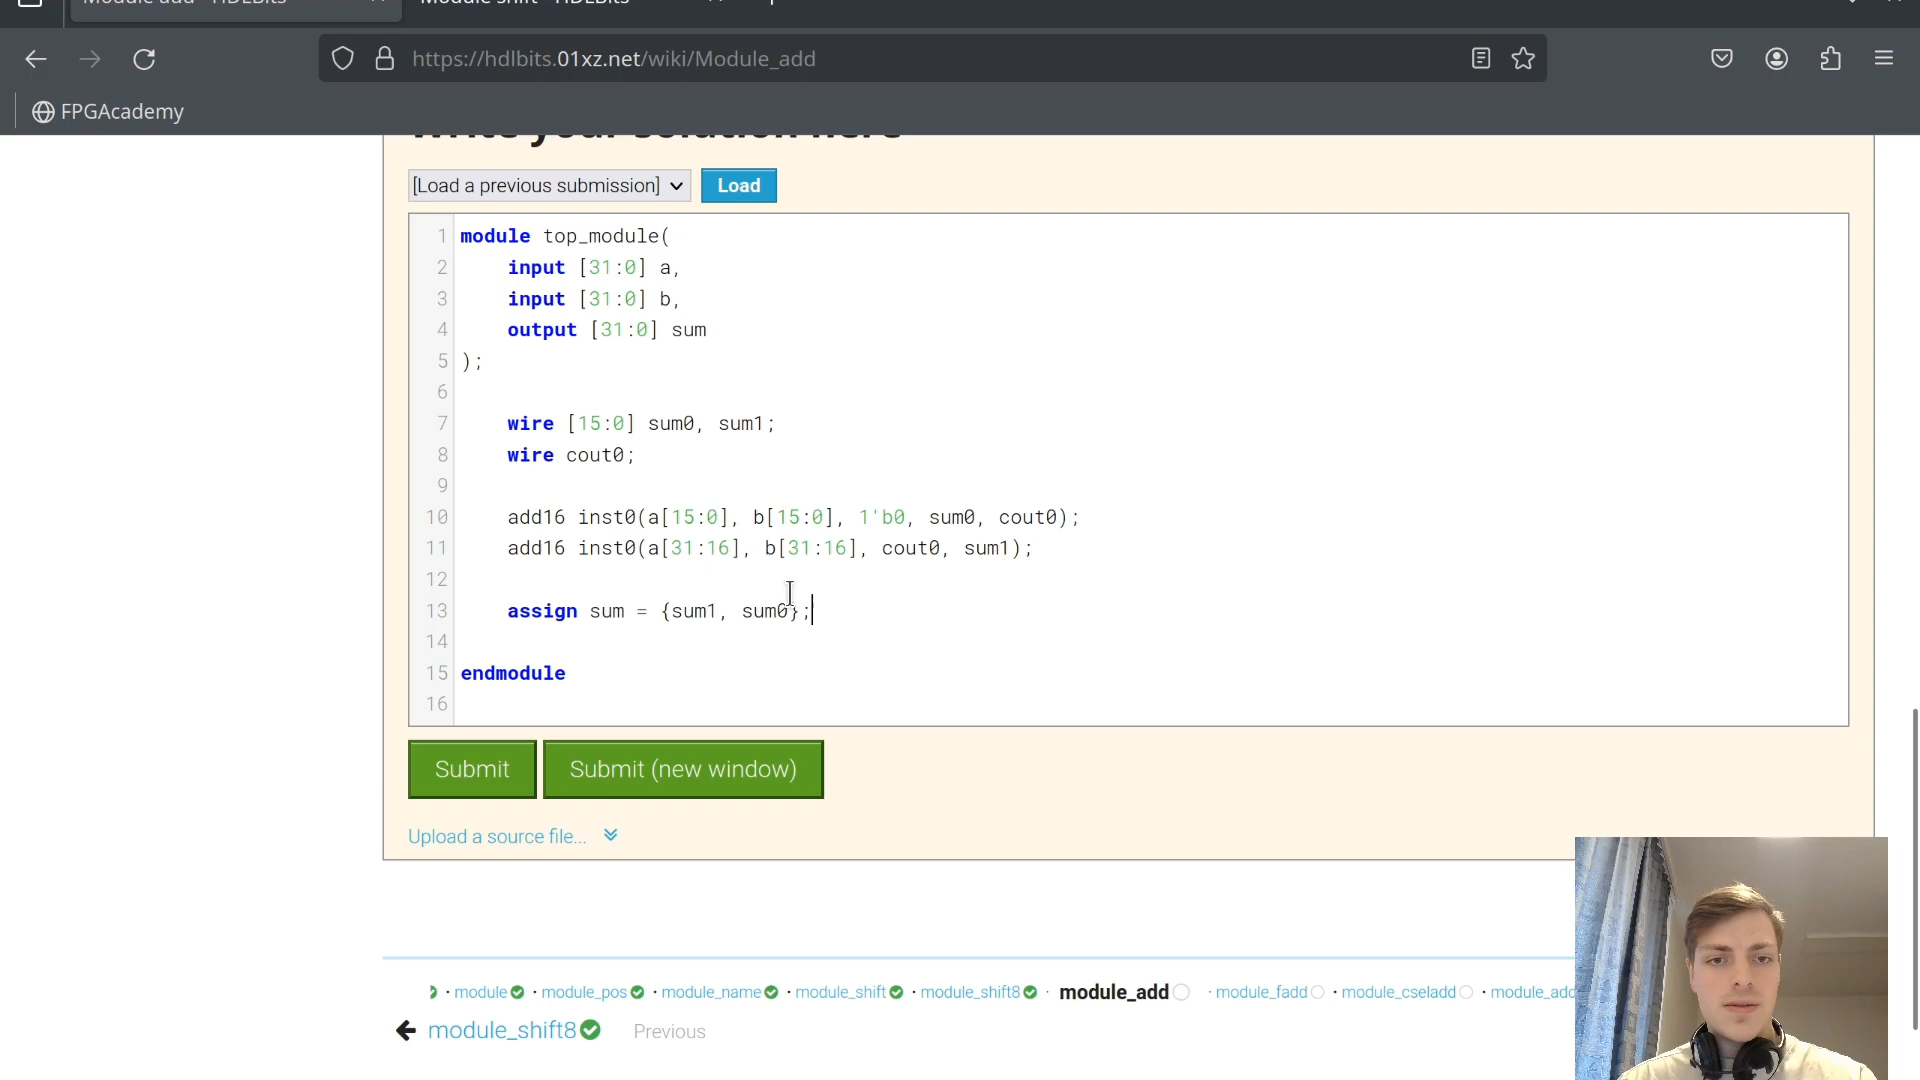 https://hdlbits.01xz.net/wiki/Module_add
FPGAcademy
Write your solution here
[Load a previous submission]
Load
1 module top_module(
2 input [31:0] a,
3 input [31:0] b,
4 output [31:0] sum
5 );
6
7 wire [15:0] sum0, sum1;
8 wire cout0;
9
10 add16 inst0(a[15:0], b[15:0], 1'b0, sum0, cout0);
11 add16 inst0(a[31:16], b[31:16], cout0, sum1);
12
13 assign sum = {sum1, sum0};
14
15 endmodule
16
Submit
Submit (new window)
Upload a source file...
· module · module_pos · module_name · module_shift · module_shift8 · module_add · module_fadd · module_cseladd · module_add
module_shift8 Previous